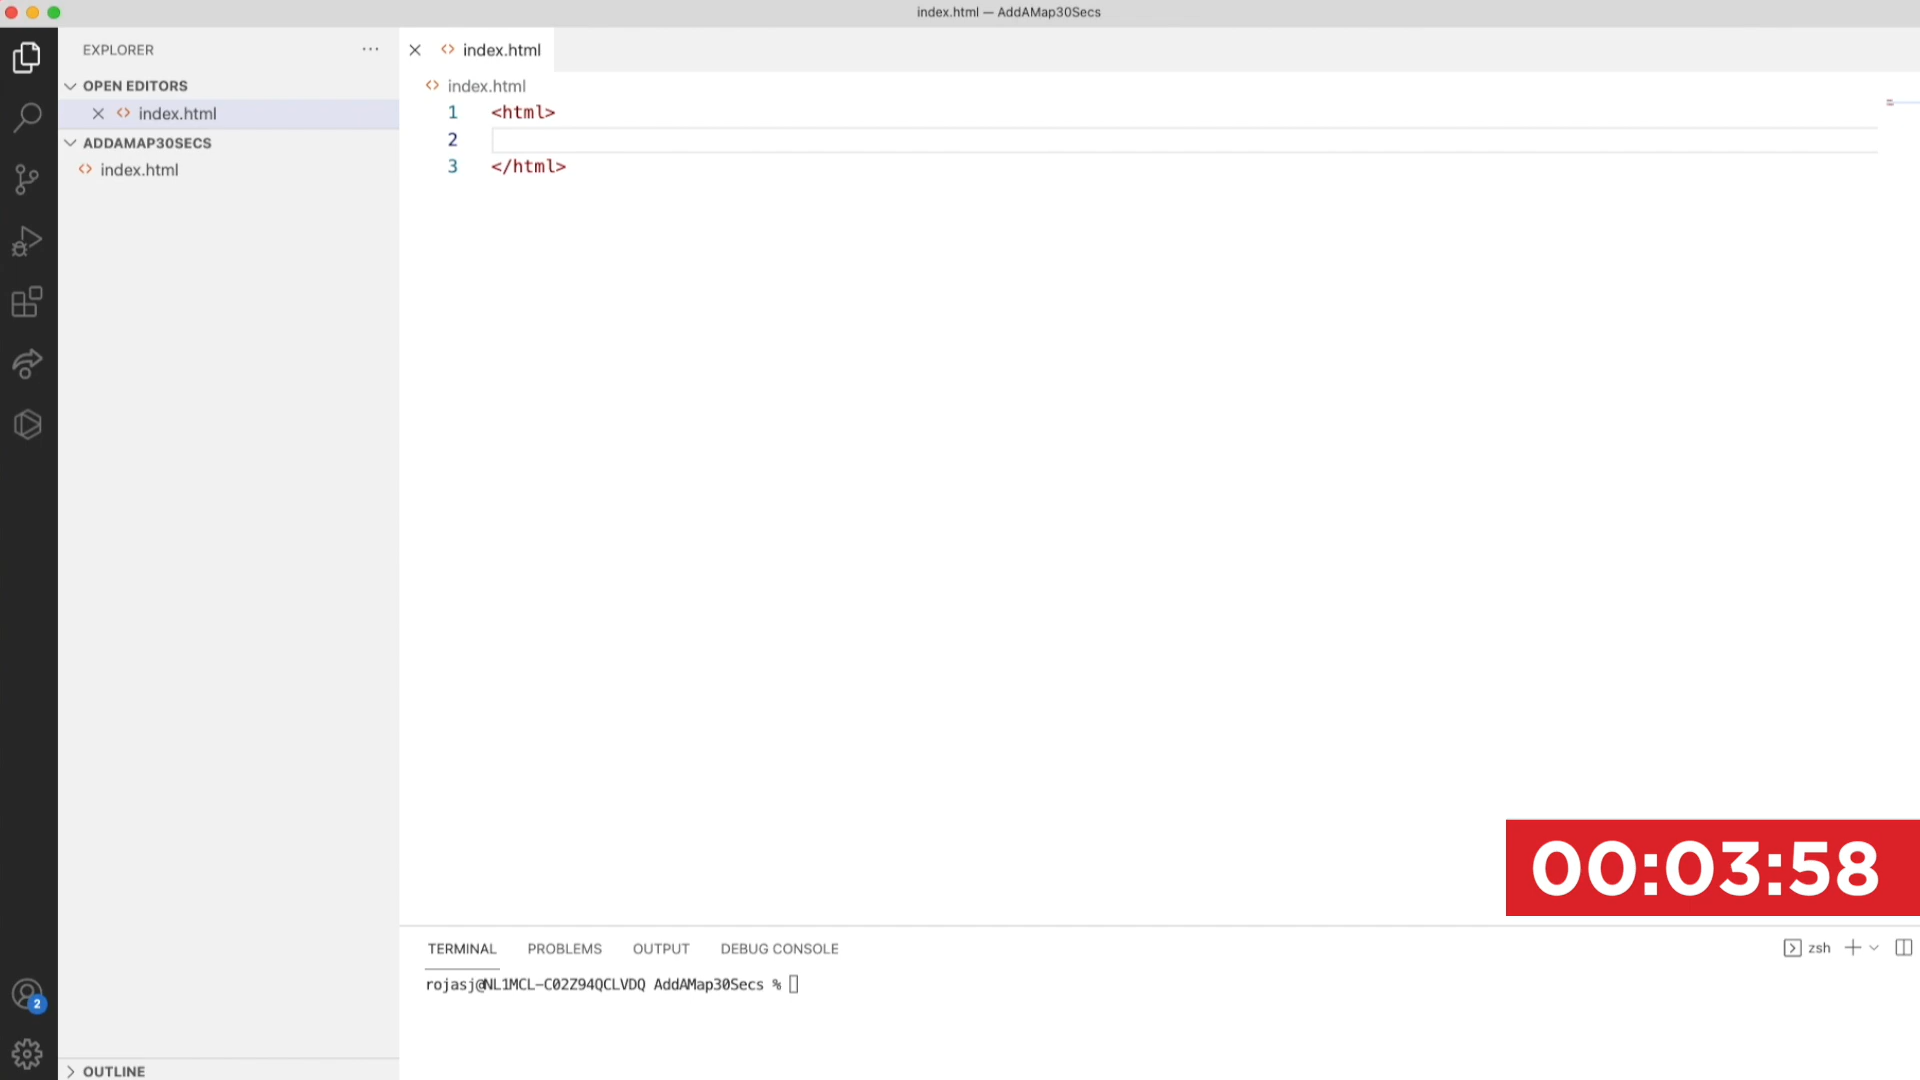 index.html — AddAMap30Secs
EXPLORER
OPEN EDITORS
index.html
ADDAMAP30SECS
index.html
index.html
index.html
1 <html>
2
3 </html>
00:03:58
TERMINAL PROBLEMS OUTPUT DEBUG CONSOLE
zsh
rojasj@NL1MCL-C02Z94QCLVDQ AddAMap30Secs %
2
OUTLINE